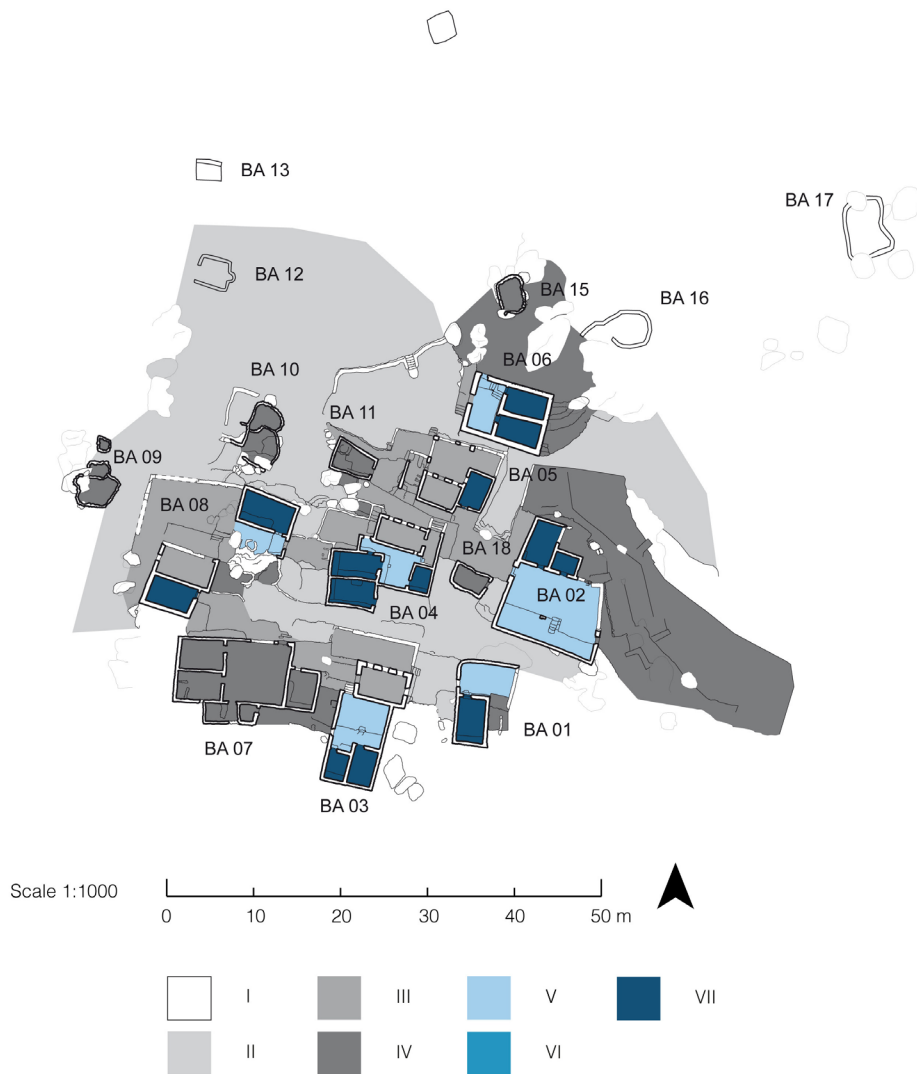 BA 13
BA 17
BA 12
BA 15
BA 16
BA 06
BA 10
BA 11
BA 09
BA 05
BA 08
BA 18
BA 02
BA 04
BA 01
BA 07
BA 03
Scale 1:1000
0 10 20 30 40 50 m
I III V VII
II IV VI